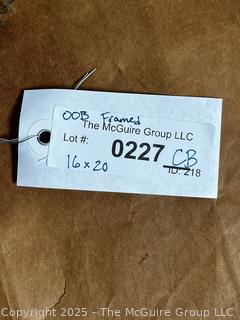 OOB Framed
The McGuire Group LLC
Lot #: 0227 CB
16 x 20
ID: 218
Copyright 2025 - The McGuire Group LLC